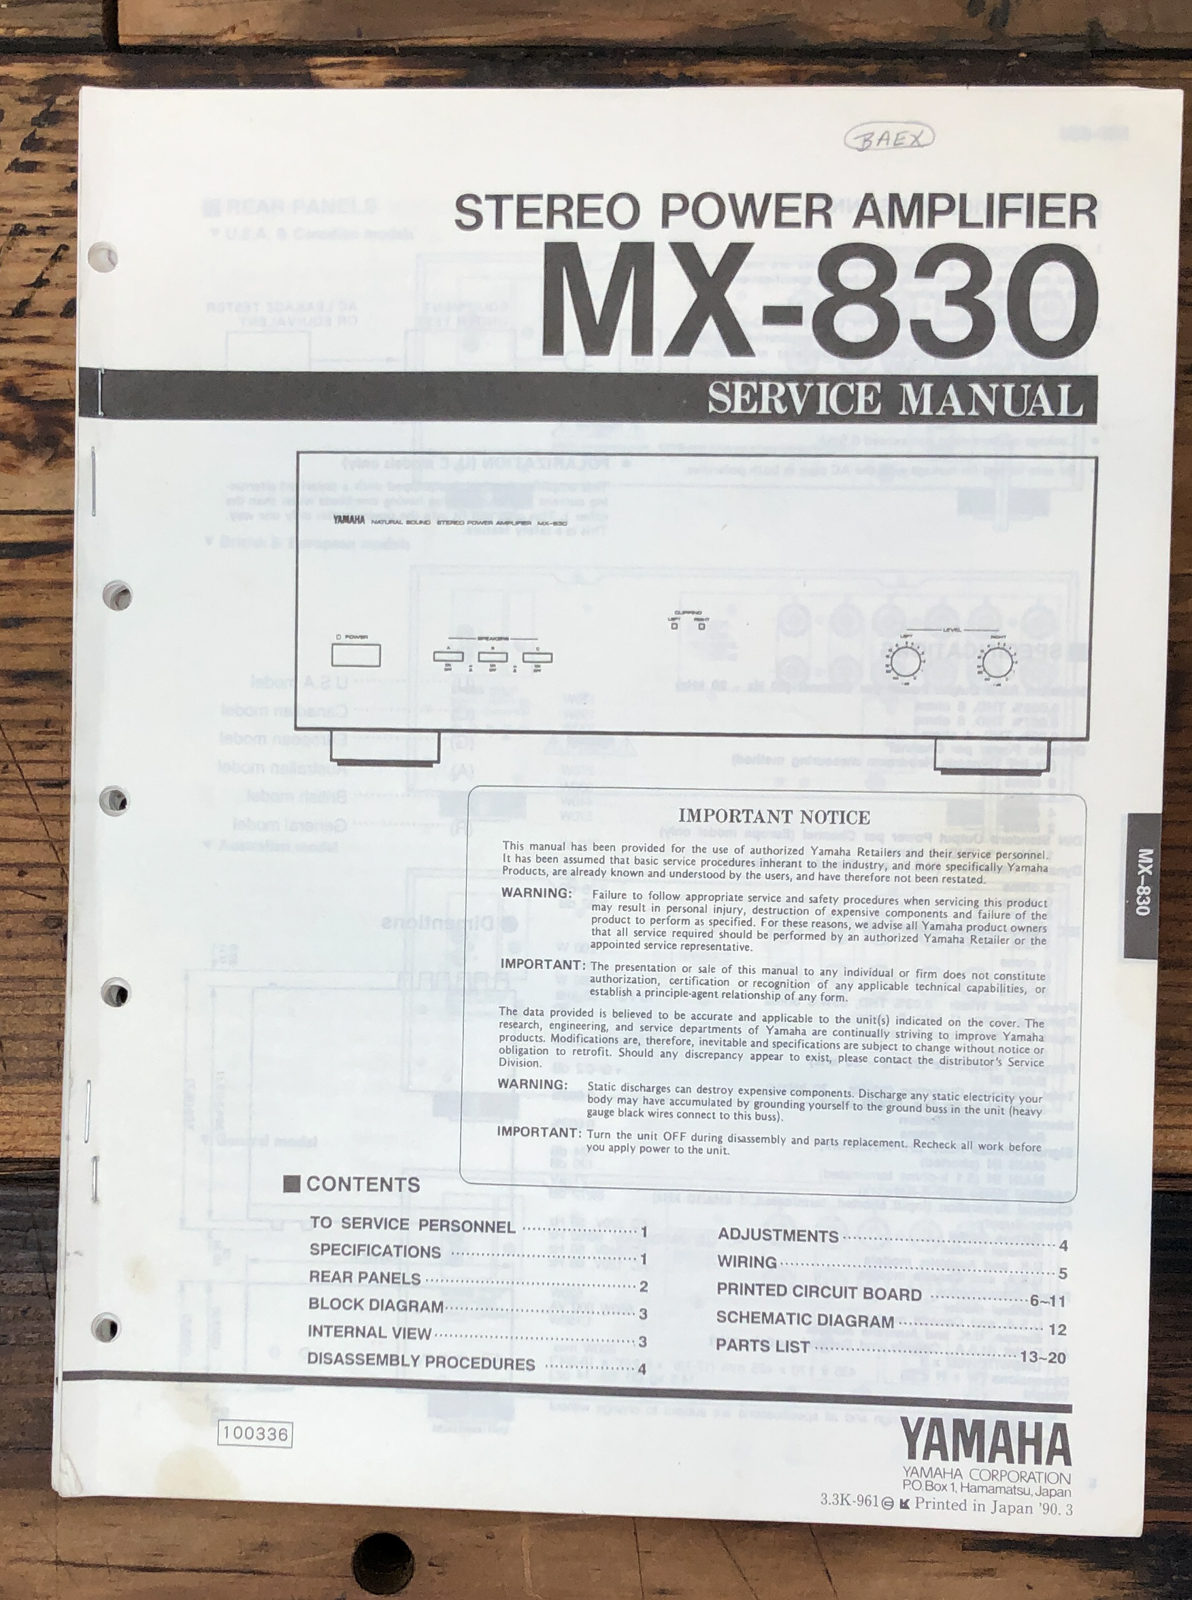 BAEX
STEREO POWER AMPLIFIER
MX-830
SERVICE MANUAL
YAMAHA NATURAL SOUND STEREO POWER AMPLIFIER MX-830
POWER
SPEAKERS
A B C
CLIPPING
LEFT RIGHT
LEVEL
LEFT RIGHT
MX-830
IMPORTANT NOTICE
This manual has been provided for the use of authorized Yamaha Retailers and their service personnel.
It has been assumed that basic service procedures inherant to the industry, and more specifically Yamaha
Products, are already known and understood by the users, and have therefore not been restated.
WARNING: Failure to follow appropriate service and safety procedures when servicing this product
may result in personal injury, destruction of expensive components and failure of the
product to perform as specified. For these reasons, we advise all Yamaha product owners
that all service required should be performed by an authorized Yamaha Retailer or the
appointed service representative.
IMPORTANT: The presentation or sale of this manual to any individual or firm does not constitute
authorization, certification or recognition of any applicable technical capabilities, or
establish a principle-agent relationship of any form.
The data provided is believed to be accurate and applicable to the unit(s) indicated on the cover. The
research, engineering, and service departments of Yamaha are continually striving to improve Yamaha
products. Modifications are, therefore, inevitable and specifications are subject to change without notice or
obligation to retrofit. Should any discrepancy appear to exist, please contact the distributor's Service
Division.
WARNING: Static discharges can destroy expensive components. Discharge any static electricity your
body may have accumulated by grounding yourself to the ground buss in the unit (heavy
gauge black wires connect to this buss).
IMPORTANT: Turn the unit OFF during disassembly and parts replacement. Recheck all work before
you apply power to the unit.
■ CONTENTS
TO SERVICE PERSONNEL ····················1
SPECIFICATIONS ································1
REAR PANELS ····································2
BLOCK DIAGRAM ································3
INTERNAL VIEW ··································3
DISASSEMBLY PROCEDURES ················4
ADJUSTMENTS ····································4
WIRING ··············································5
PRINTED CIRCUIT BOARD ················6~11
SCHEMATIC DIAGRAM ························12
PARTS LIST ··································13~20
100336
YAMAHA
YAMAHA CORPORATION
P.O.Box 1, Hamamatsu, Japan
3.3K-961 Printed in Japan '90. 3